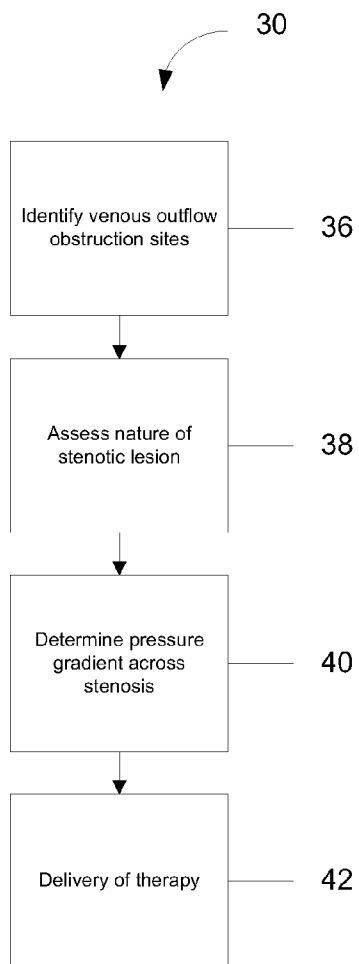 30
Identify venous outflow
obstruction sites
36
Assess nature of
stenotic lesion
38
Determine pressure
gradient across
stenosis
40
Delivery of therapy
42